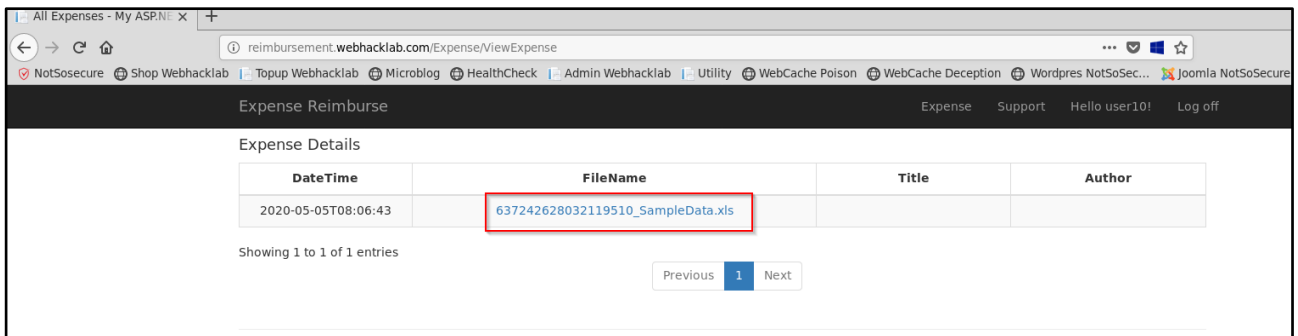 All Expenses - My ASP.NE
reimbursement.webhacklab.com/Expense/ViewExpense
NotSosecure Shop Webhacklab Topup Webhacklab Microblog HealthCheck Admin Webhacklab Utility WebCache Poison WebCache Deception Wordpres NotSoSec... Joomla NotSoSecure
Expense Reimburse Expense Support Hello user10! Log off
Expense Details
DateTime FileName Title Author
2020-05-05T08:06:43 637242628032119510_SampleData.xls
Showing 1 to 1 of 1 entries
Previous 1 Next